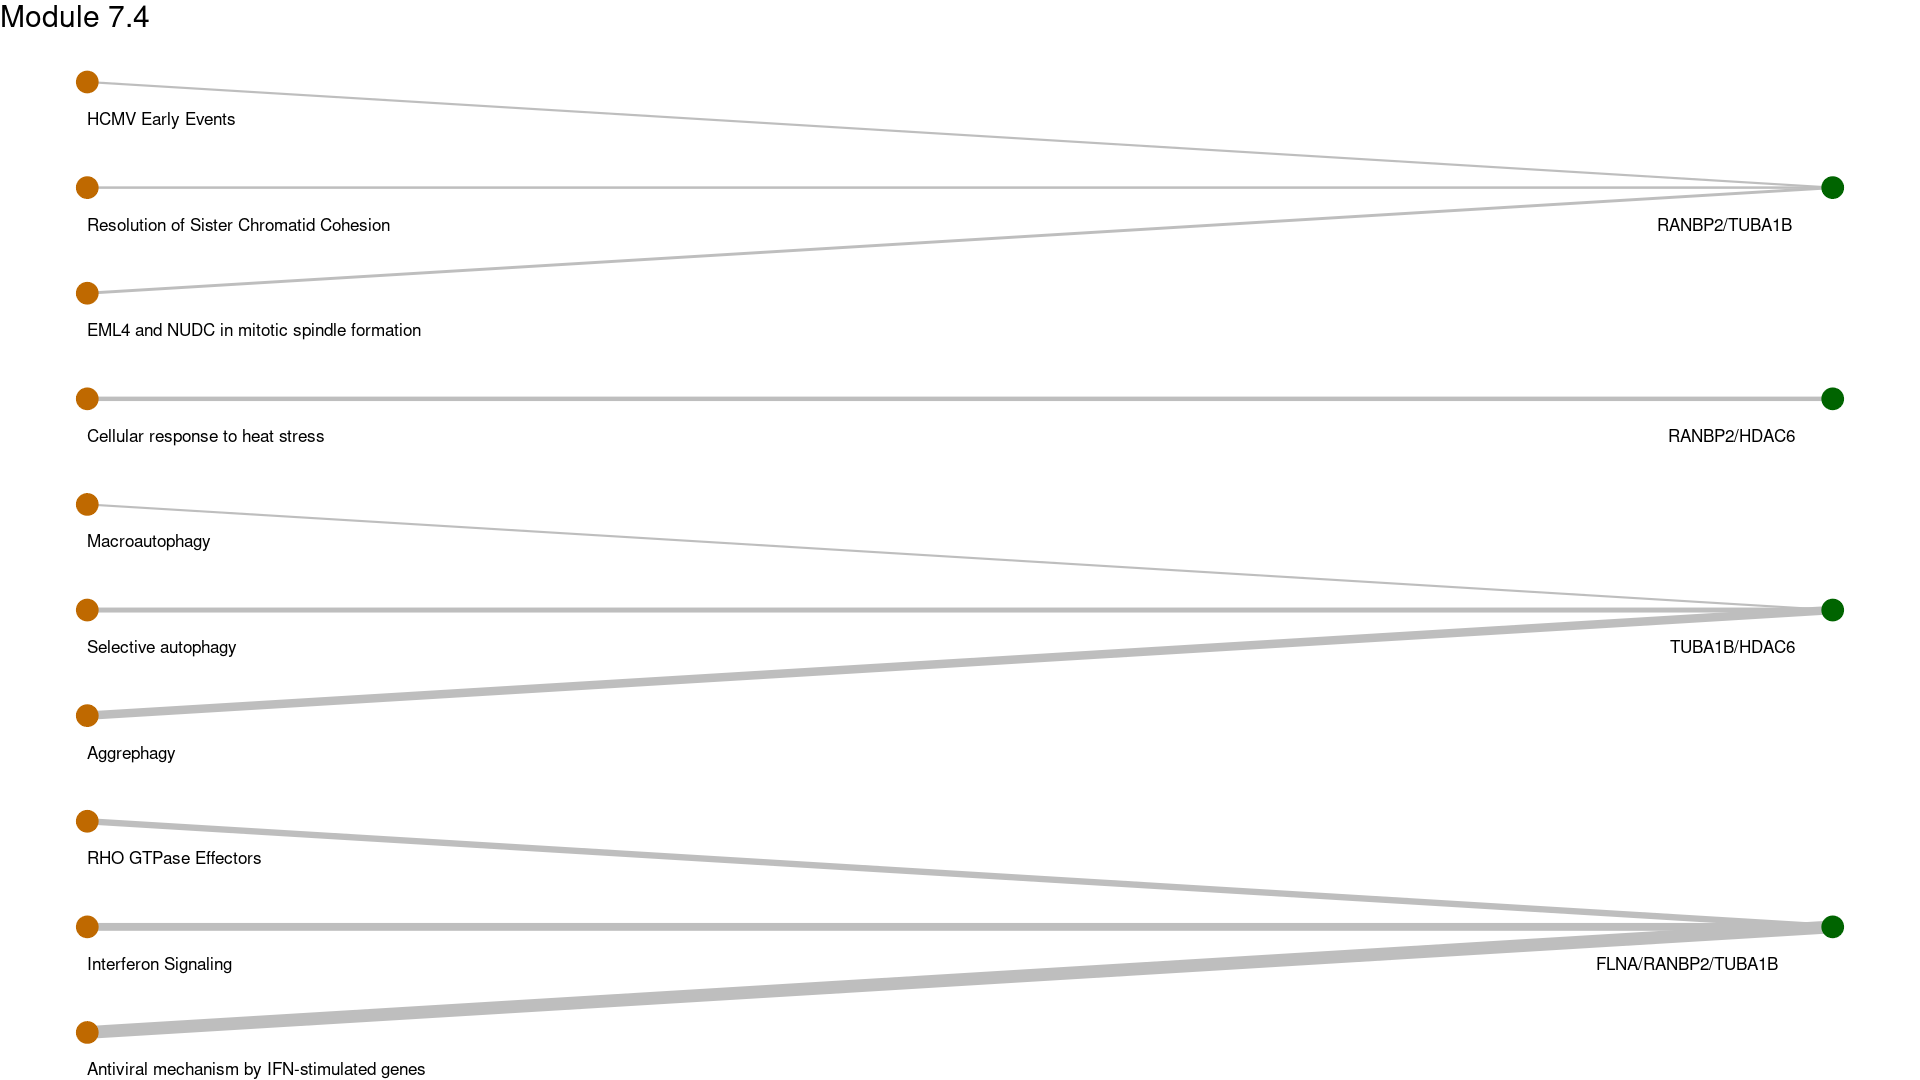 Module 7.4
HCMV Early Events
Resolution of Sister Chromatid Cohesion
RANBP2/TUBA1B
EML4 and NUDC in mitotic spindle formation
Cellular response to heat stress
RANBP2/HDAC6
Macroautophagy
Selective autophagy
TUBA1B/HDAC6
Aggrephagy
RHO GTPase Effectors
Interferon Signaling
FLNA/RANBP2/TUBA1B
Antiviral mechanism by IFN-stimulated genes